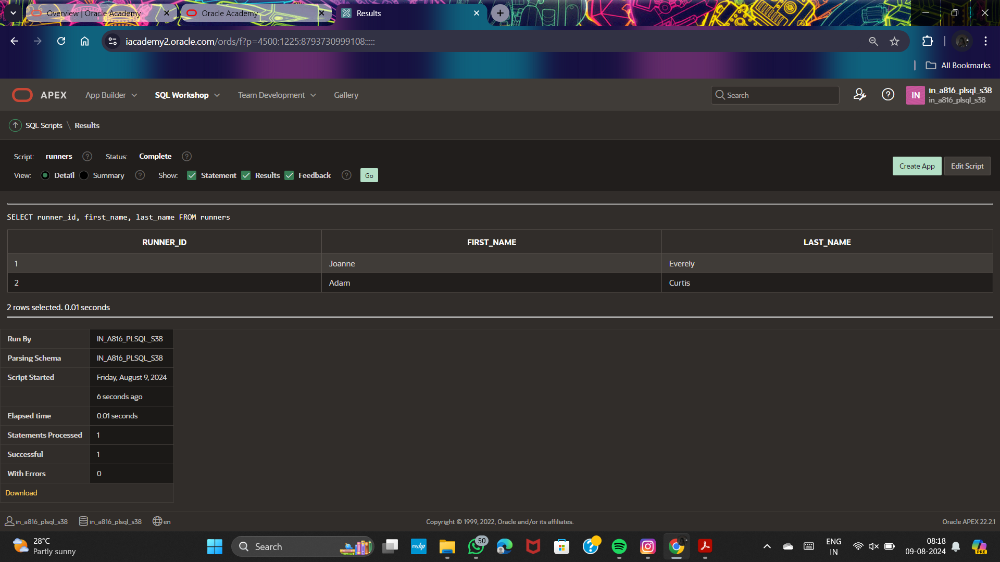 Overview | Oracle Academy
Oracle Academy
Results
iacademy2.oracle.com/ords/f?p=4500:1225:8793730999108:::::
All Bookmarks
APEX
App Builder
SQL Workshop
Team Development
Gallery
Search
IN
in_a816_plsql_s38
in_a816_plsql_s38
SQL Scripts \ Results
Script: runners Status: Complete
View: Detail Summary Show: Statement Results Feedback Go
Create App
Edit Script
SELECT runner_id, first_name, last_name FROM runners
RUNNER_ID FIRST_NAME LAST_NAME
1 Joanne Everely
2 Adam Curtis
2 rows selected. 0.01 seconds
Run By IN_A816_PLSQL_S38
Parsing Schema IN_A816_PLSQL_S38
Script Started Friday, August 9, 2024
6 seconds ago
Elapsed time 0.01 seconds
Statements Processed 1
Successful 1
With Errors 0
Download
in_a816_plsql_s38 in_a816_plsql_s38 en
Copyright © 1999, 2022, Oracle and/or its affiliates.
Oracle APEX 22.2.1
28°C
Partly sunny
Search
myhp
50
ENG
IN
08:18
09-08-2024
PRE